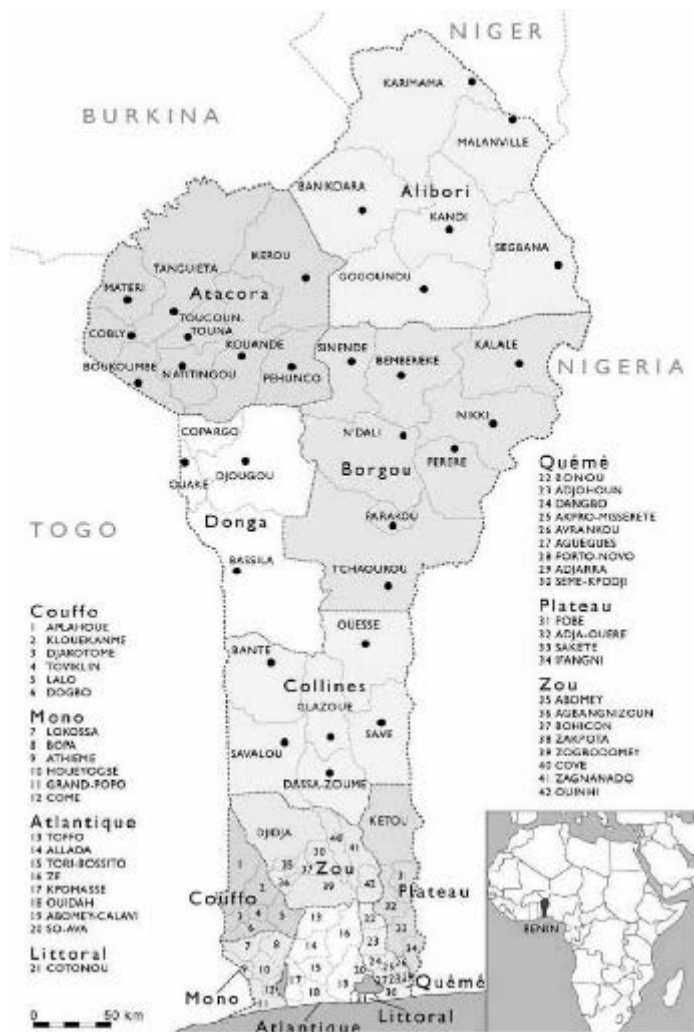 NIGER
KARIMAMA
BURKINA
MALANVILLE
BANIKOARA
Alibori
KANDI
KEROU
SEGBANA
TANGUIETA
GOGOUNOU
MATERI
Atacora
TOUCOUN-
TOUNA
COBLY
KOUANDE
SINENDE
KALALE
BEMBEREKE
NIGERIA
BOUKOUMBE
NATITINGOU
PEHUNCO
NIKKI
COPARGO
N'DALI
PERERE
Borgou
OUAKE
DJOUGOU
TOGO
Donga
PARAKOU
BASSILA
TCHAOUROU
OUESSE
BANTE
Collines
GLAZOUE
SAVE
SAVALOU
DASSA-ZOUME
DJIDJA
KETOU
Zou
Couffo
Plateau
Mono
Quémé
Littoral
Atlantique
Quémé
22 BONOU
23 ADJOHOUN
24 DANGBO
25 AKPRO-MISSERETE
26 AVRANKOU
27 AGUEGUES
28 PORTO-NOVO
29 ADJARRA
30 SEME-KPODJI
Plateau
31 POBE
32 ADJA-OUERE
33 SAKETE
34 IFANGNI
Zou
35 ABOMEY
36 AGBANGNIZOUN
37 BOHICON
38 ZAKPOTA
39 ZOGBODOMEY
40 COVE
41 ZAGNANADO
42 OUINHI
Couffo
1 APLAHOUE
2 KLOUEKANME
3 DJAKOTOME
4 TOVIKLIN
5 LALO
6 DOGBO
Mono
7 LOKOSSA
8 BOPA
9 ATHIEME
10 HOUEYOGBE
11 GRAND-POPO
12 COME
Atlantique
13 TOFFO
14 ALLADA
15 TORI-BOSSITO
16 ZE
17 KPOMASSE
18 OUIDAH
19 ABOMEY-CALAVI
20 SO-AVA
Littoral
21 COTONOU
0 50 km
BENIN